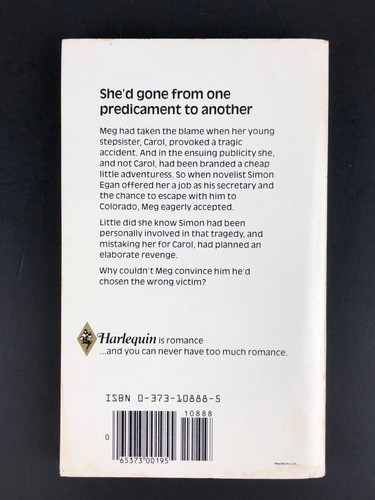 She'd gone from one
predicament to another
Meg had taken the blame when her young
stepsister, Carol, provoked a tragic
accident. And in the ensuing publicity she,
and not Carol, had been branded a cheap
little adventuress. So when novelist Simon
Egan offered her a job as his secretary and
the chance to escape with him to
Colorado, Meg eagerly accepted.
Little did she know Simon had been
personally involved in that tragedy, and
mistaking her for Carol, had planned an
elaborate revenge.
Why couldn't Meg convince him he'd
chosen the wrong victim?
Harlequin is romance
...and you can never have too much romance.
ISBN 0-373-10888-5
10888
0
65373 00195
PRINTED IN U.S.A.